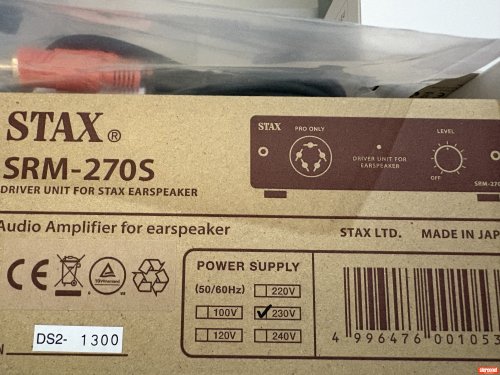 STAX®
SRM-270S
DRIVER UNIT FOR STAX EARSPEAKER
STAX
PRO ONLY
DRIVER UNIT FOR
EARSPEAKER
LEVEL
OFF
Audio Amplifier for earspeaker
STAX LTD. MADE IN JAP
CE
POWER SUPPLY
(50/60Hz)
220V
100V
230V
120V
240V
DS2- 1300
4 996476 001053